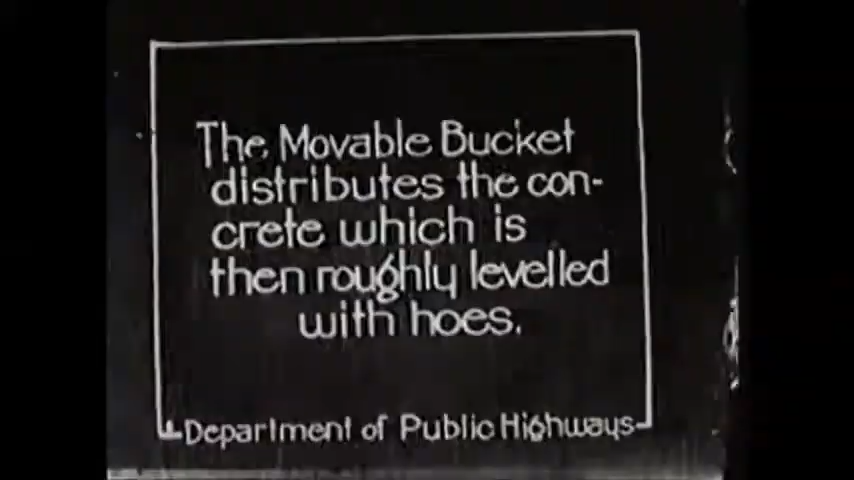 The Movable Bucket
distributes the con-
crete which is
then roughly levelled
with hoes.
Department of Public Highways